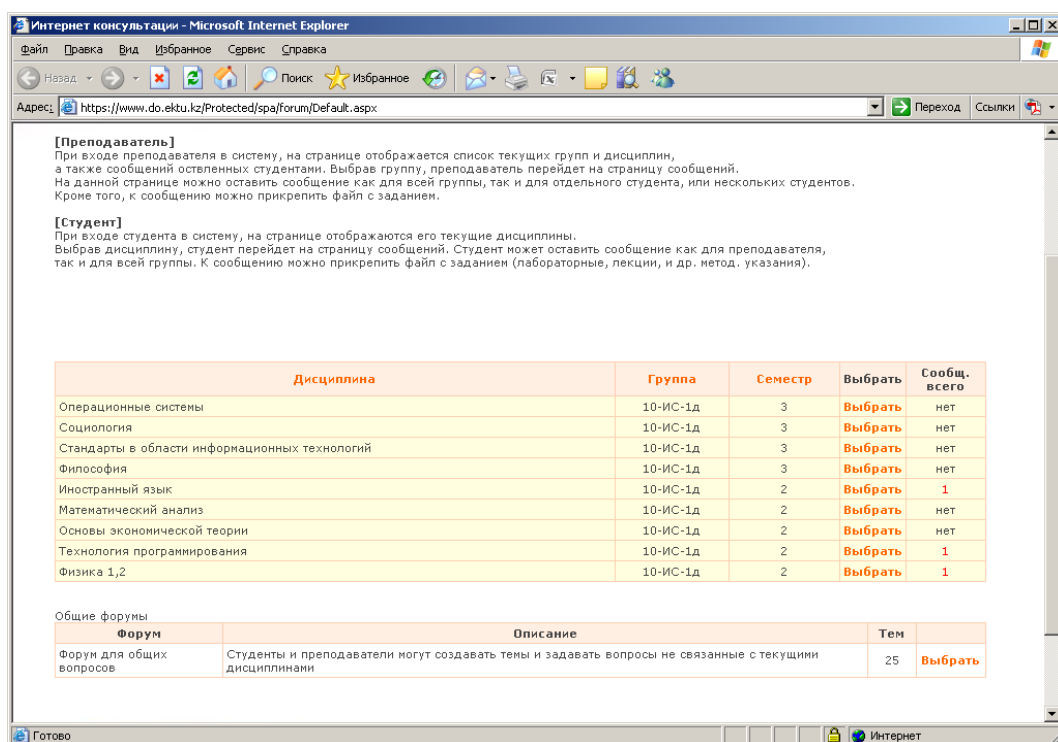 Интернет консультации - Microsoft Internet Explorer
Файл Правка Вид Избранное Сервис Справка
Назад Поиск Избранное
Адрес: https://www.do.ektu.kz/Protected/spa/forum/Default.aspx Переход Ссылки
[Преподаватель]
При входе преподавателя в систему, на странице отображается список текущих групп и дисциплин,
а также сообщений оствленных студентами. Выбрав группу, преподаватель перейдет на страницу сообщений.
На данной странице можно оставить сообщение как для всей группы, так и для отдельного студента, или нескольких студентов.
Кроме того, к сообщению можно прикрепить файл с заданием.
[Студент]
При входе студента в систему, на странице отображаются его текущие дисциплины.
Выбрав дисциплину, студент перейдет на страницу сообщений. Студент может оставить сообщение как для преподавателя,
так и для всей группы. К сообщению можно прикрепить файл с заданием (лабораторные, лекции, и др. метод. указания).
Дисциплина Группа Семестр Выбрать Сообщ.
всего
Операционные системы 10-ИС-1д 3 Выбрать нет
Социология 10-ИС-1д 3 Выбрать нет
Стандарты в области информационных технологий 10-ИС-1д 3 Выбрать нет
Философия 10-ИС-1д 3 Выбрать нет
Иностранный язык 10-ИС-1д 2 Выбрать 1
Математический анализ 10-ИС-1д 2 Выбрать нет
Основы экономической теории 10-ИС-1д 2 Выбрать нет
Технология программирования 10-ИС-1д 2 Выбрать 1
Физика 1,2 10-ИС-1д 2 Выбрать 1
Общие форумы
Форум Описание Тем
Форум для общих
вопросов
Студенты и преподаватели могут создавать темы и задавать вопросы не связанные с текущими
дисциплинами
25 Выбрать
Готово Интернет